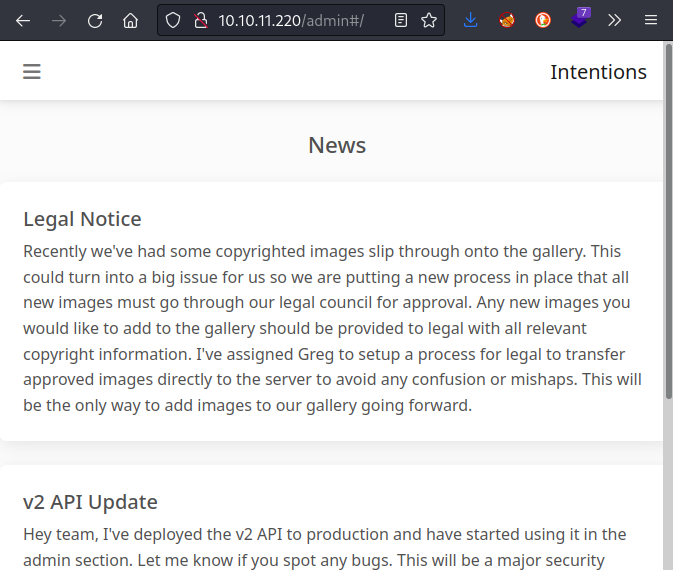 10.10.11.220/admin#/
7
Intentions
News
Legal Notice
Recently we've had some copyrighted images slip through onto the gallery. This
could turn into a big issue for us so we are putting a new process in place that all
new images must go through our legal council for approval. Any new images you
would like to add to the gallery should be provided to legal with all relevant
copyright information. I've assigned Greg to setup a process for legal to transfer
approved images directly to the server to avoid any confusion or mishaps. This will
be the only way to add images to our gallery going forward.
v2 API Update
Hey team, I've deployed the v2 API to production and have started using it in the
admin section. Let me know if you spot any bugs. This will be a major security